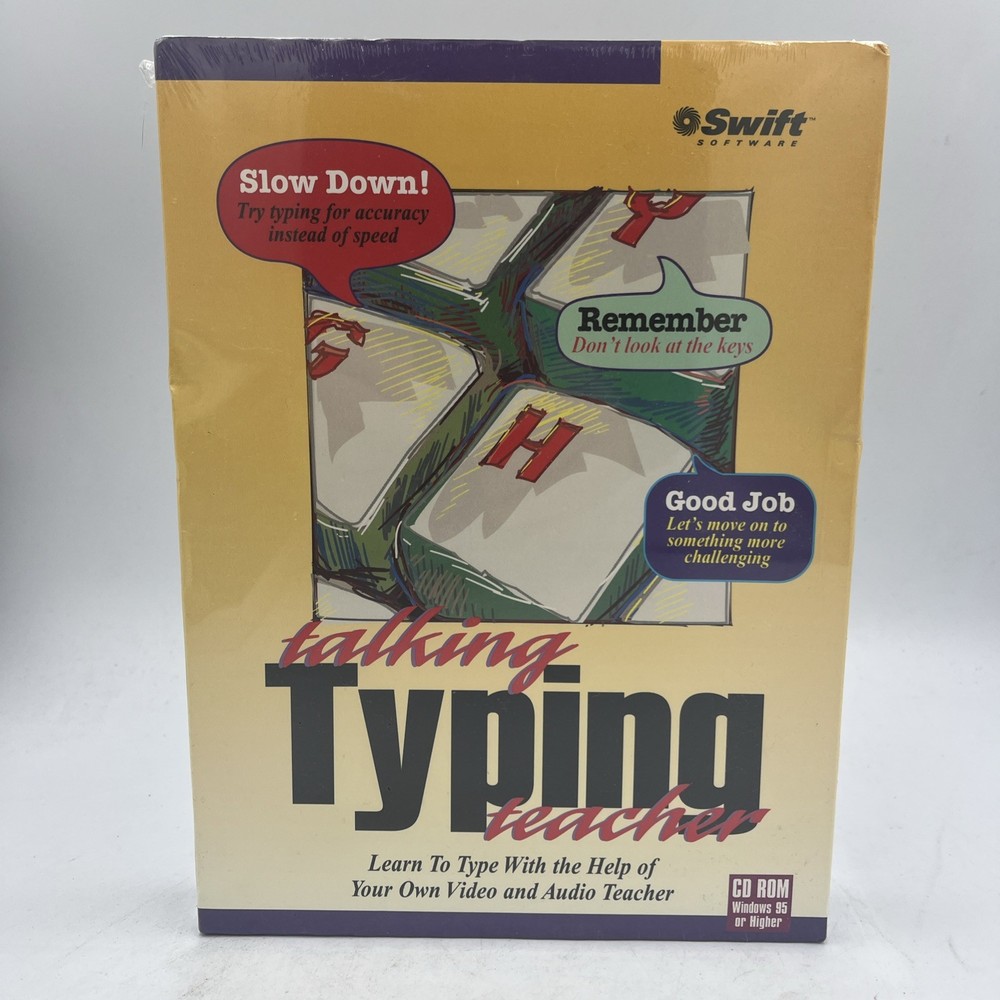 Swift™
SOFTWARE
Slow Down!
Try typing for accuracy
instead of speed
Y
Remember
Don't look at the keys
G
H
Good Job
Let's move on to
something more
challenging
talking
Typing
teacher
Learn To Type With the Help of
Your Own Video and Audio Teacher
CD ROM
Windows 95
or Higher